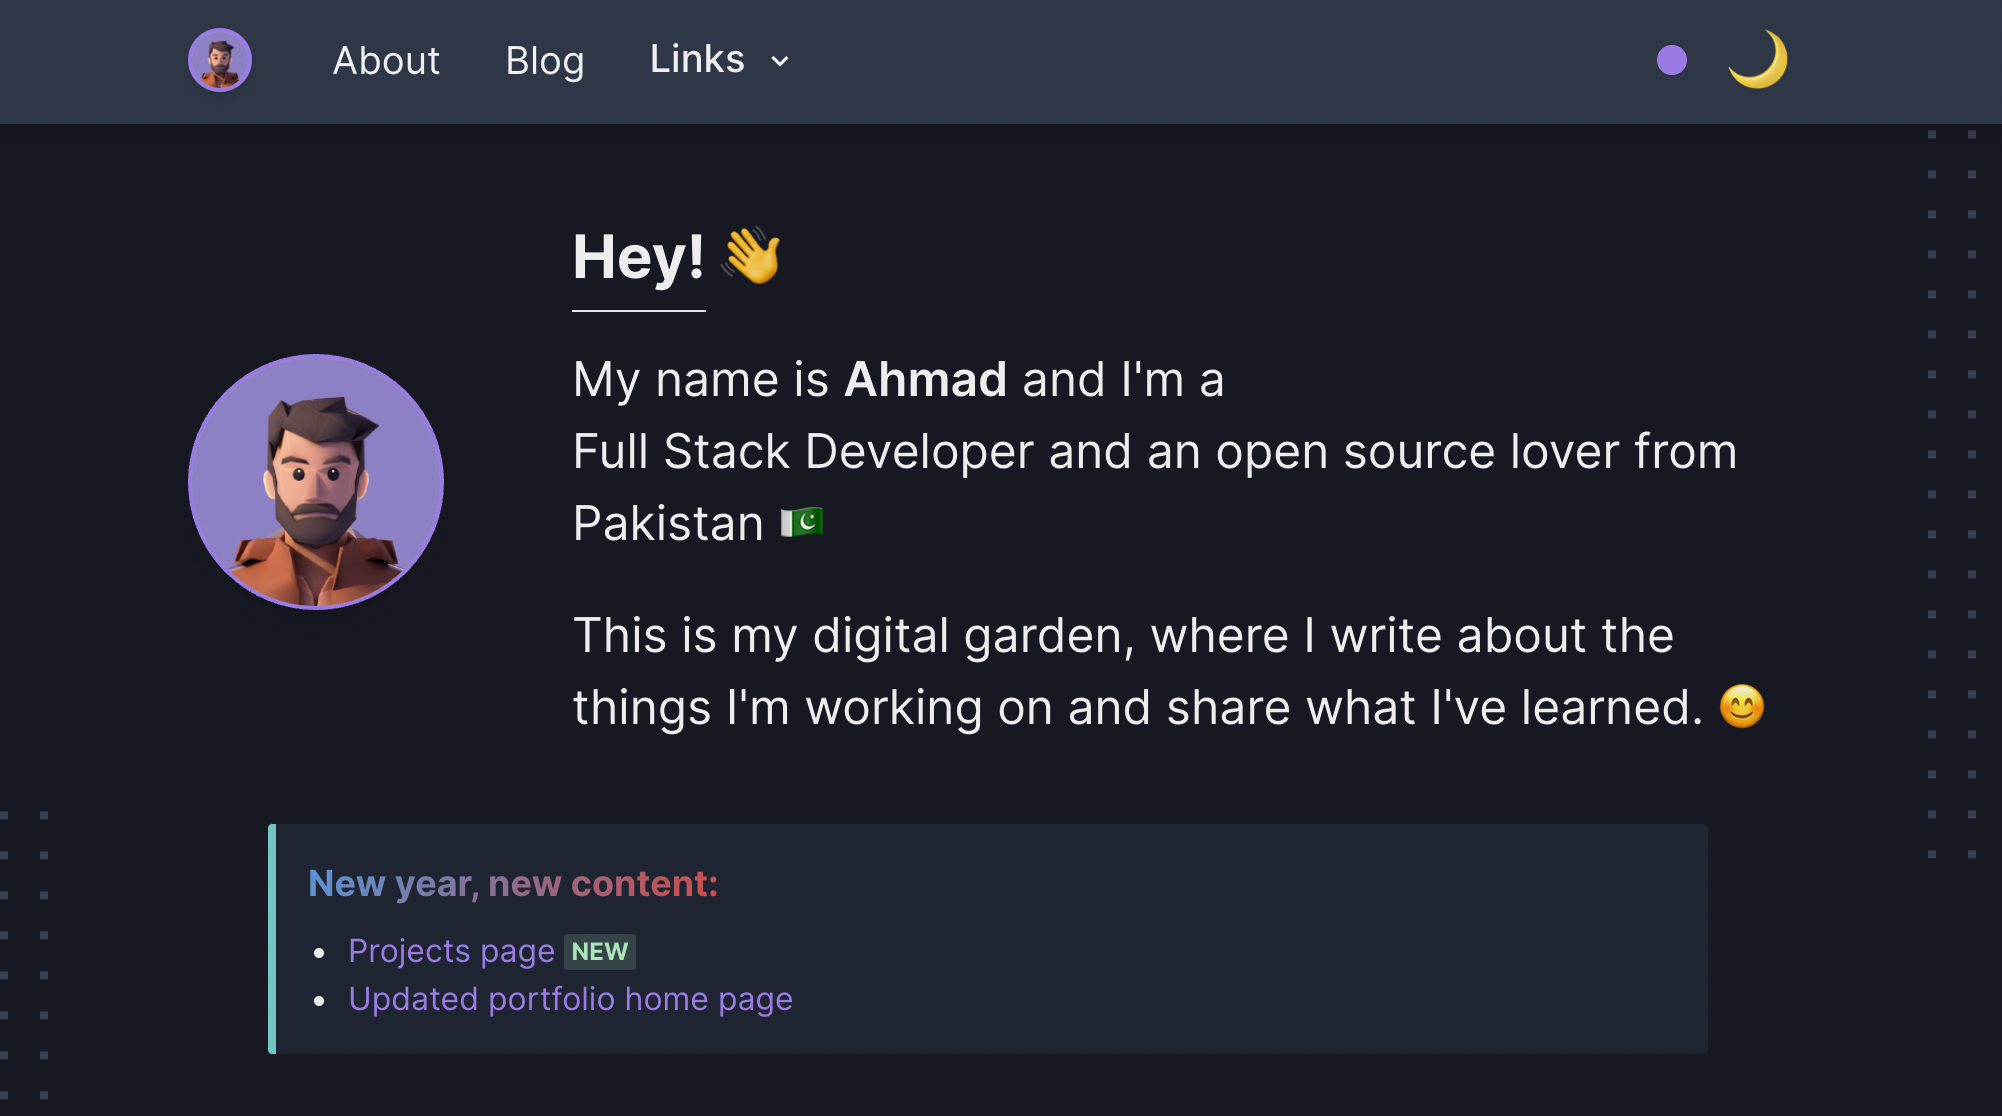 About
Blog
Links
Hey! 👋
My name is Ahmad and I'm a
Full Stack Developer and an open source lover from
Pakistan 🇵🇰
This is my digital garden, where I write about the
things I'm working on and share what I've learned. 😊
New year, new content:
• Projects page NEW
• Updated portfolio home page